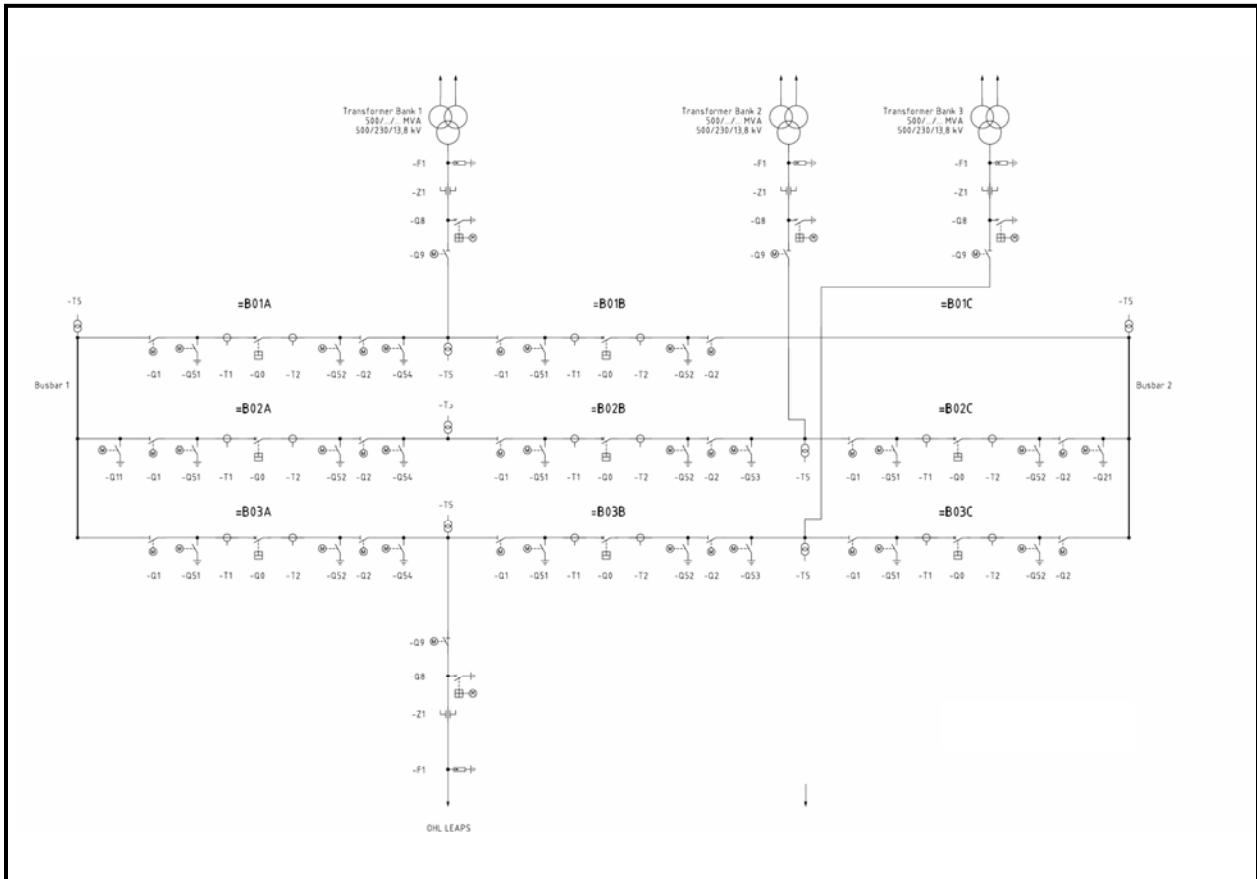 Transformer Bank 1
500/.../... MVA
500/230/13,8 kV
Transformer Bank 2
500/.../... MVA
500/230/13,8 kV
Transformer Bank 3
500/.../... MVA
500/230/13,8 kV
-F1 -F1 -F1
-Z1 -Z1 -Z1
-Q8 -Q8 -Q8
M M M
-Q9 M -Q9 M -Q9 M
-T5 =B01A =B01B =B01C -T5
M M M M M M M M M
-Q1 -Q51 -T1 -Q0 -T2 -Q52 -Q2 -Q54 -T5 -Q1 -Q51 -T1 -Q0 -T2 -Q52 -Q2
Busbar 1 Busbar 2
=B02A =B02B =B02C
M M M M M M M M M M M M M M M M
-Q11 -Q1 -Q51 -T1 -Q0 -T2 -Q52 -Q2 -Q54 -Q1 -Q51 -T1 -Q0 -T2 -Q52 -Q2 -Q53 -T5 -Q1 -Q51 -T1 -Q0 -T2 -Q52 -Q2 -Q21
=B03A -T5 =B03B =B03C
M M M M M M M M M M M M M M
-Q1 -Q51 -T1 -Q0 -T2 -Q52 -Q2 -Q54 -Q1 -Q51 -T1 -Q0 -T2 -Q52 -Q2 -Q53 -T5 -Q1 -Q51 -T1 -Q0 -T2 -Q52 -Q2
-Q9 M
-Q8
M
-Z1
-F1
OHL LEAPS